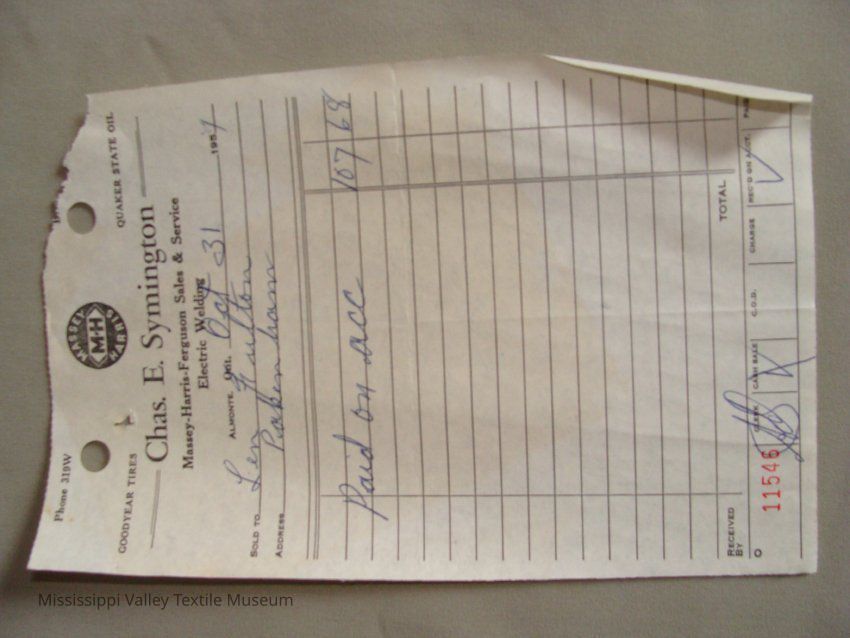 Phone 319W
MASSEY
M-H
HARRIS
GOODYEAR TIRES
QUAKER STATE OIL
Chas. E. Symington
Massey-Harris-Ferguson Sales & Service
Electric Welding
ALMONTE, Ont. Oct 31 1957
SOLD TO Len Fulton
ADDRESS Pakenham
Paid on acc 107 68
TOTAL
RECEIVED BY
CLERK CASH SALE C.O.D. CHARGE REC'D ON ACCT.
11546
Mississippi Valley Textile Museum